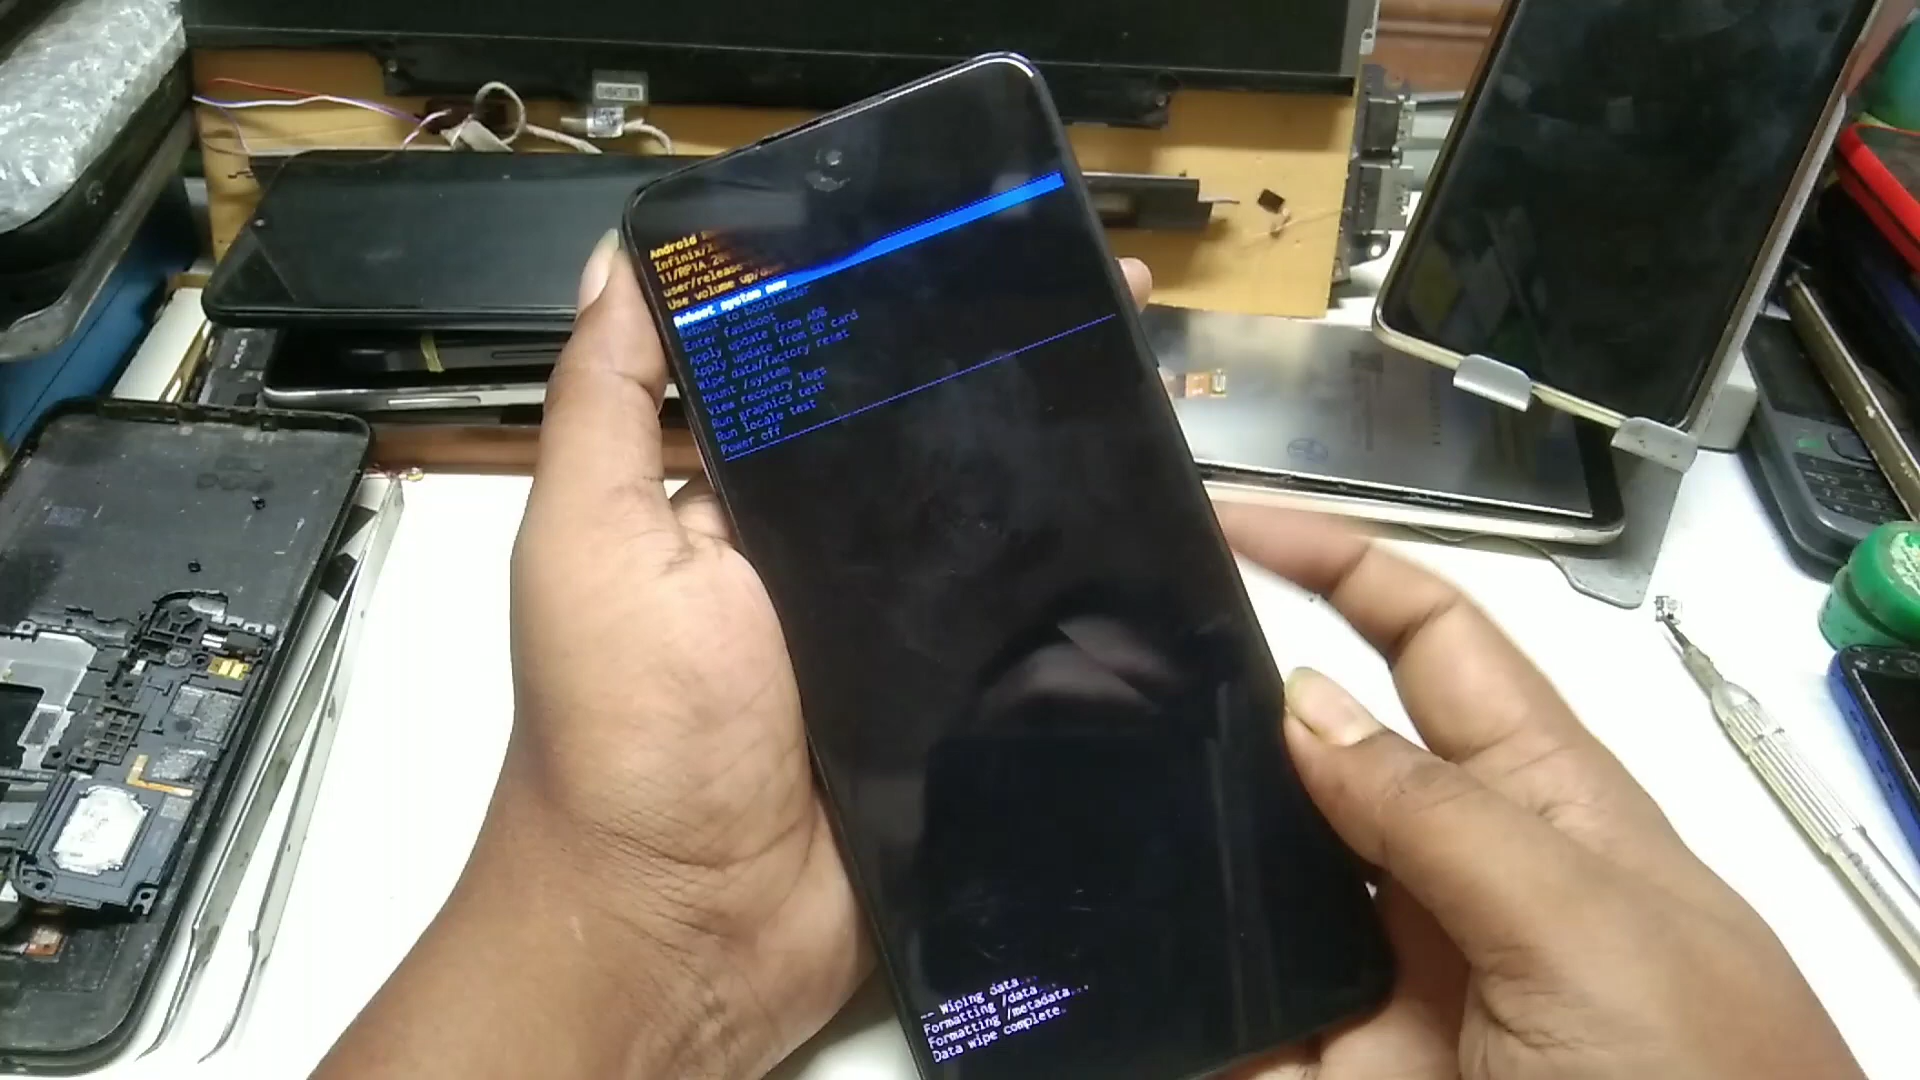 Android
Infinix/
11/RP1A.20
user/release
Use volume up/
Reboot system now
Reboot to bootloader
Enter fastboot
Apply update from ADB
Apply update from SD card
Wipe data/factory reset
Mount /system
View recovery logs
Run graphics test
Run locale test
Power off
-- Wiping data...
Formatting /data...
Formatting /metadata...
Data wipe complete.